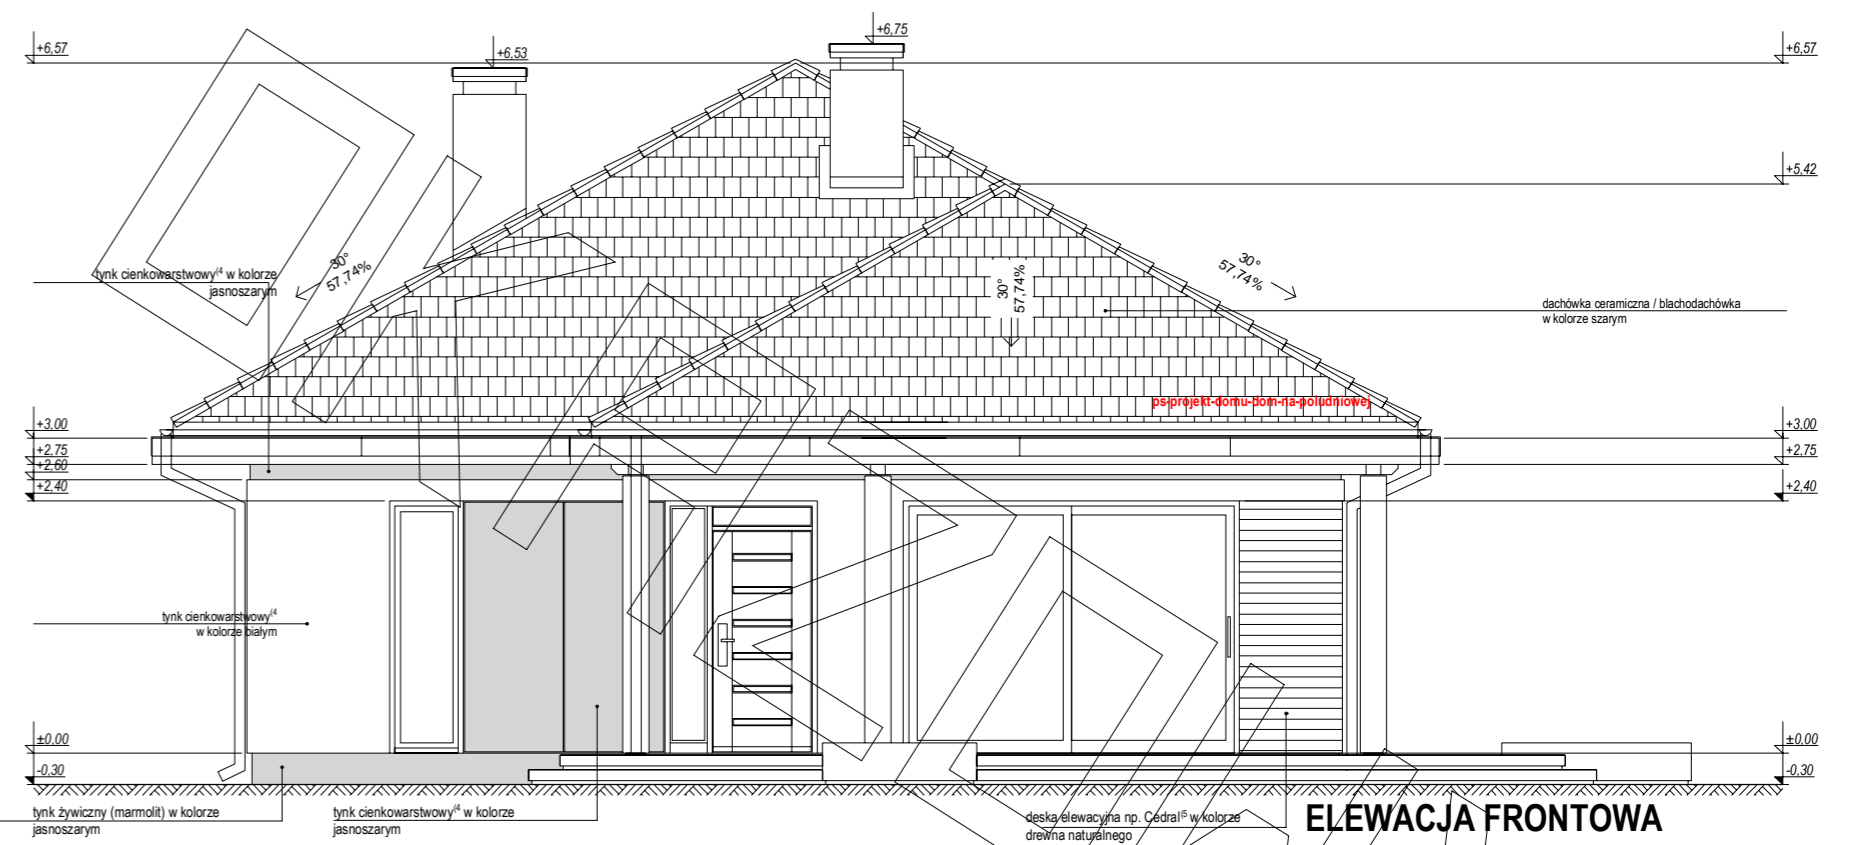 +6,75
+6,57
+6,53
+6,57
+5,42
tynk cienkowarstwowy⁽⁴ w kolorze
jasnoszarym
30°
57,74%
30°
57,74%
30°
57,74%
dachówka ceramiczna / blachodachówka
w kolorze szarym
ps-projekt-domu-dom-na-poludniowej
+3,00
+3,00
+2,75
+2,75
+2,60
+2,40
+2,40
tynk cienkowarstwowy⁽⁴
w kolorze białym
±0,00
±0,00
-0,30
-0,30
tynk żywiczny (marmolit) w kolorze
jasnoszarym
tynk cienkowarstwowy⁽⁴ w kolorze
jasnoszarym
deska elewacyjna np. Cedral⁽⁵ w kolorze
drewna naturalnego
ELEWACJA FRONTOWA